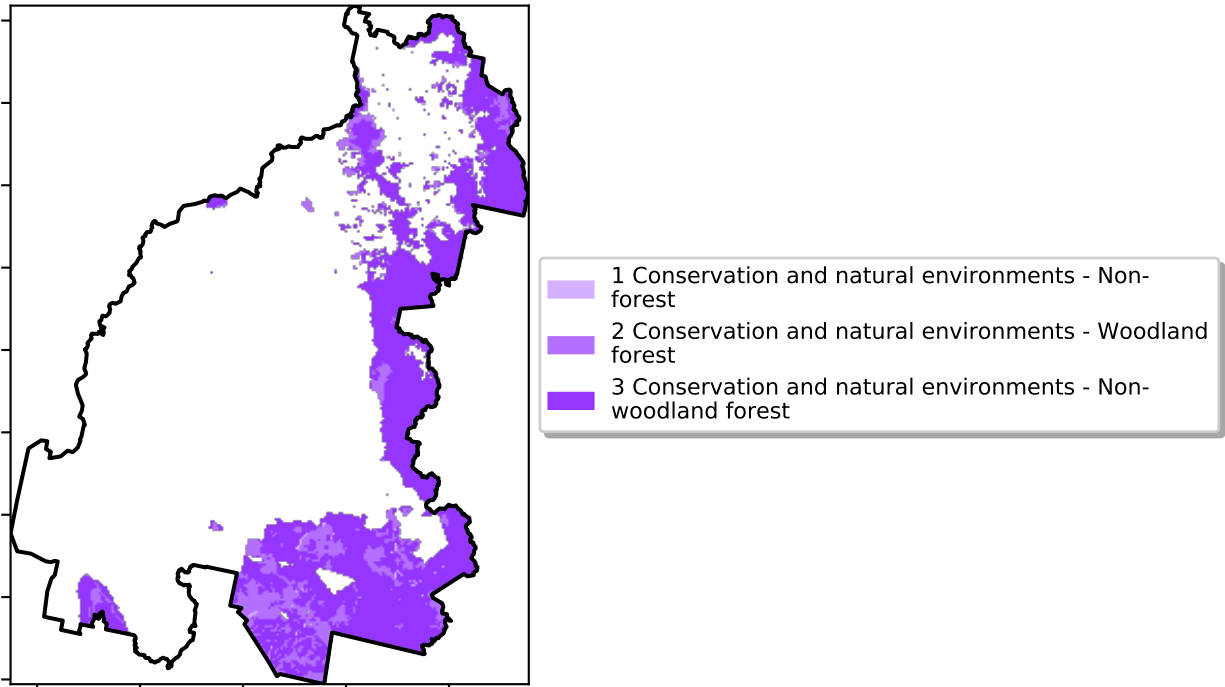 1 Conservation and natural environments - Non-
forest
2 Conservation and natural environments - Woodland
forest
3 Conservation and natural environments - Non-
woodland forest